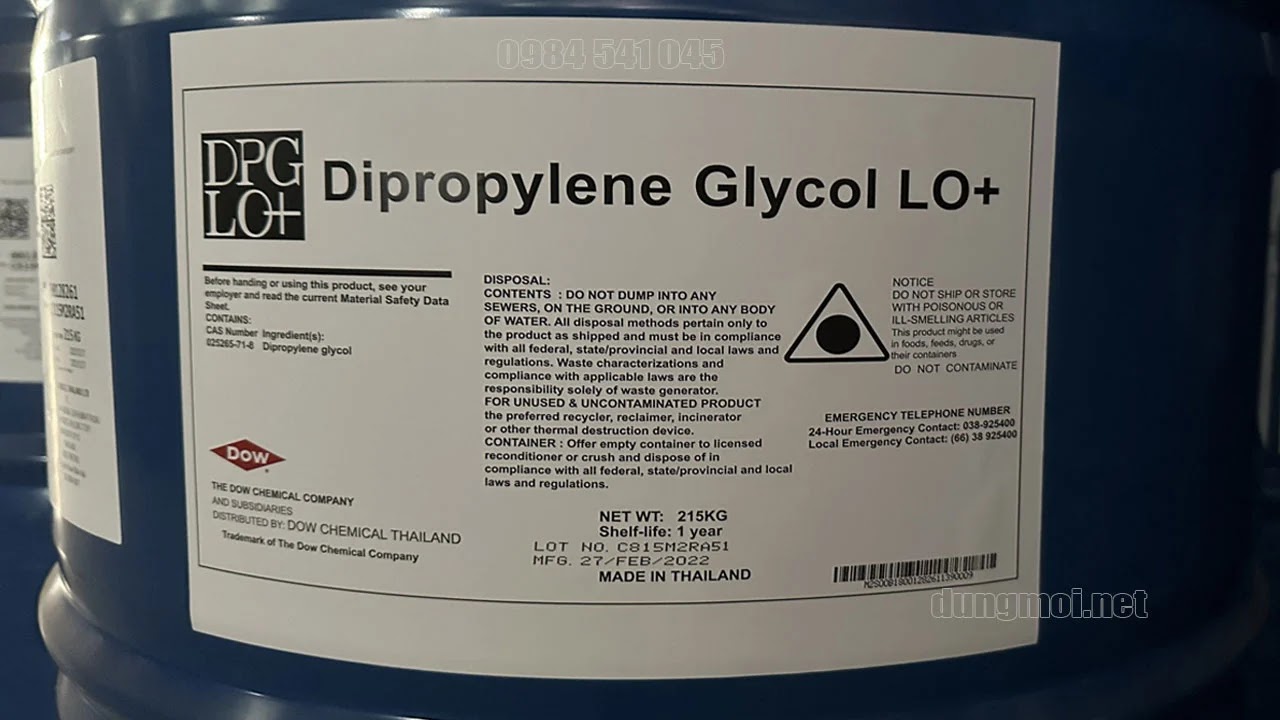 0984 541 045
DPG
LO+
Dipropylene Glycol LO+
Before handing or using this product, see your
employer and read the current Material Safety Data
Sheet.
CONTAINS:
CAS Number Ingredient(s):
025265-71-8 Dipropylene glycol
DOW
THE DOW CHEMICAL COMPANY
AND SUBSIDIARIES
DISTRIBUTED BY: DOW CHEMICAL THAILAND
Trademark of The Dow Chemical Company
DISPOSAL:
CONTENTS : DO NOT DUMP INTO ANY
SEWERS, ON THE GROUND, OR INTO ANY BODY
OF WATER. All disposal methods pertain only to
the product as shipped and must be in compliance
with all federal, state/provincial and local laws and
regulations. Waste characterizations and
compliance with applicable laws are the
responsibility solely of waste generator.
FOR UNUSED & UNCONTAMINATED PRODUCT
the preferred recycler, reclaimer, incinerator
or other thermal destruction device.
CONTAINER : Offer empty container to licensed
reconditioner or crush and dispose of in
compliance with all federal, state/provincial and local
laws and regulations.
NOTICE
DO NOT SHIP OR STORE
WITH POISONOUS OR
ILL-SMELLING ARTICLES
This product might be used
in foods, feeds, drugs, or
their containers
DO NOT CONTAMINATE
EMERGENCY TELEPHONE NUMBER
24-Hour Emergency Contact: 038-925400
Local Emergency Contact: (66) 38 925400
NET WT: 215KG
Shelf-life: 1 year
LOT NO. C815M2RA51
MFG. 27/FEB/2022
MADE IN THAILAND
dungmoi.net